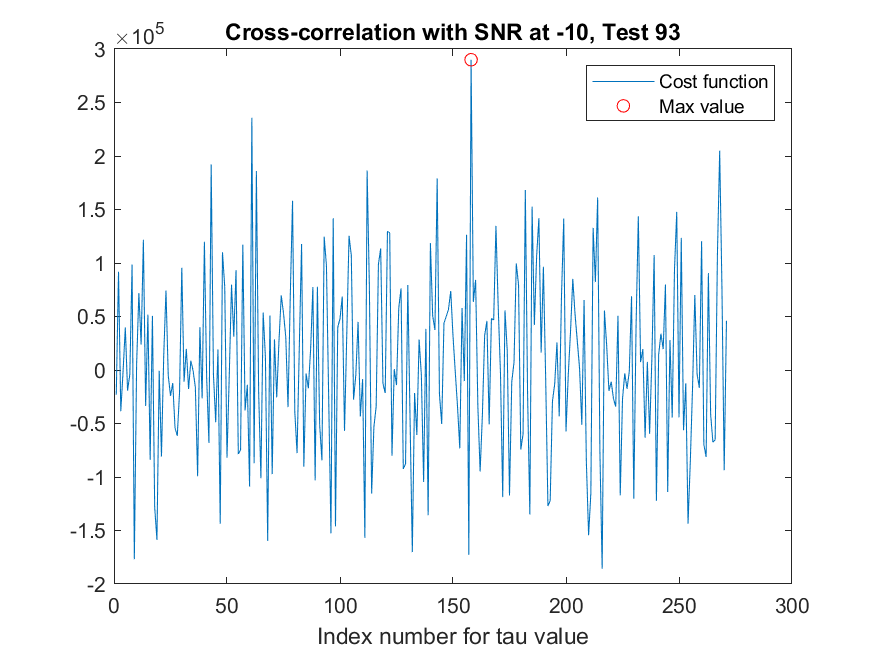 ×10^5
Cross-correlation with SNR at -10, Test 93
Cost function
Max value
3
2.5
2
1.5
1
0.5
0
-0.5
-1
-1.5
-2
0 50 100 150 200 250 300
Index number for tau value